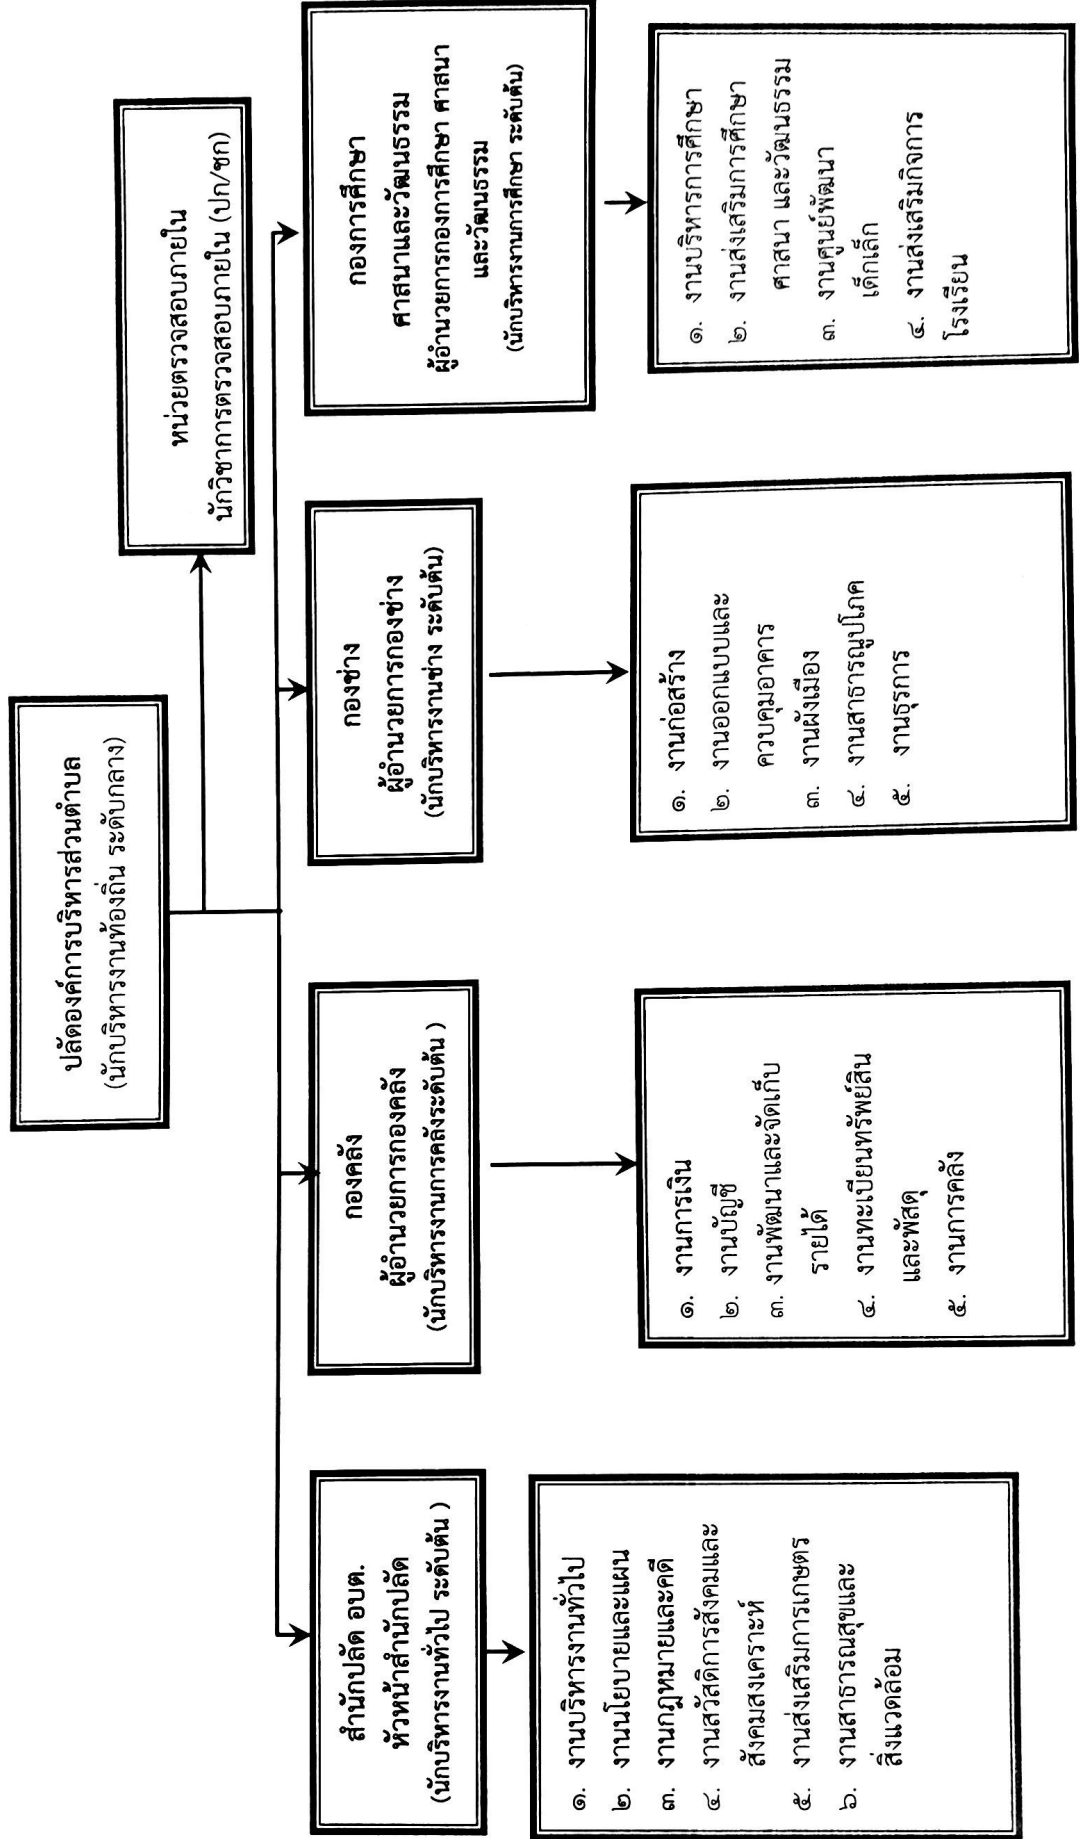 ปลัดองค์การบริหารส่วนตำบล
(นักบริหารงานท้องถิ่น ระดับกลาง)
หน่วยตรวจสอบภายใน
นักวิชาการตรวจสอบภายใน (ปก/ชก)
สำนักปลัด อบต.
หัวหน้าสำนักปลัด
(นักบริหารงานทั่วไป ระดับต้น )
กองคลัง
ผู้อำนวยการกองคลัง
(นักบริหารงานการคลังระดับต้น )
กองช่าง
ผู้อำนวยการกองช่าง
(นักบริหารงานช่าง ระดับต้น)
กองการศึกษา
ศาสนาและวัฒนธรรม
ผู้อำนวยการกองการศึกษา ศาสนา
และวัฒนธรรม
(นักบริหารงานการศึกษา ระดับต้น)
๑. งานบริหารงานทั่วไป
๒. งานนโยบายและแผน
๓. งานกฎหมายและคดี
๔. งานสวัสดิการสังคมและ
สังคมสงเคราะห์
๕. งานส่งเสริมการเกษตร
๖. งานสาธารณสุขและ
สิ่งแวดล้อม
๑. งานการเงิน
๒. งานบัญชี
๓. งานพัฒนาและจัดเก็บ
รายได้
๔. งานทะเบียนทรัพย์สิน
และพัสดุ
๕. งานการคลัง
๑. งานก่อสร้าง
๒. งานออกแบบและ
ควบคุมอาคาร
๓. งานผังเมือง
๔. งานสาธารณูปโภค
๕. งานธุรการ
๑. งานบริหารการศึกษา
๒. งานส่งเสริมการศึกษา
ศาสนา และวัฒนธรรม
๓. งานศูนย์พัฒนา
เด็กเล็ก
๔. งานส่งเสริมกิจการ
โรงเรียน